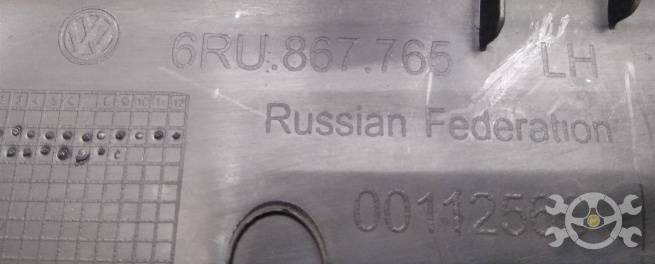 6RU.867.765 LH
Russian Federation